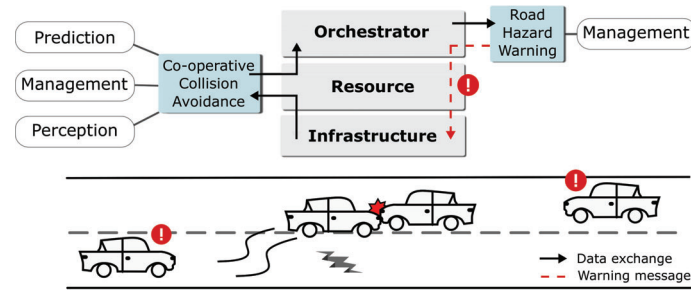 Prediction
Management
Perception
Co-operative
Collision
Avoidance
Orchestrator
Resource
Infrastructure
Road
Hazard
Warning
Management
!
!
!
Data exchange
Warning message